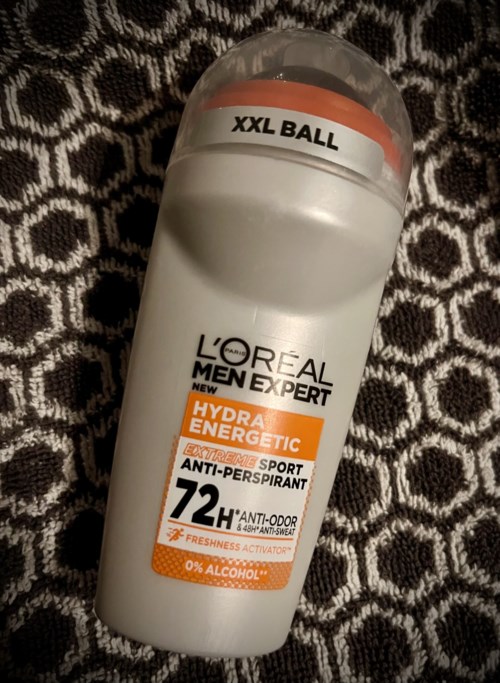 XXL BALL
L'ORÉAL
PARIS
MEN EXPERT
NEW
HYDRA
ENERGETIC
EXTREME SPORT
ANTI-PERSPIRANT
72H* ANTI-ODOR
& 48H* ANTI-SWEAT
FRESHNESS ACTIVATOR™
0% ALCOHOL**